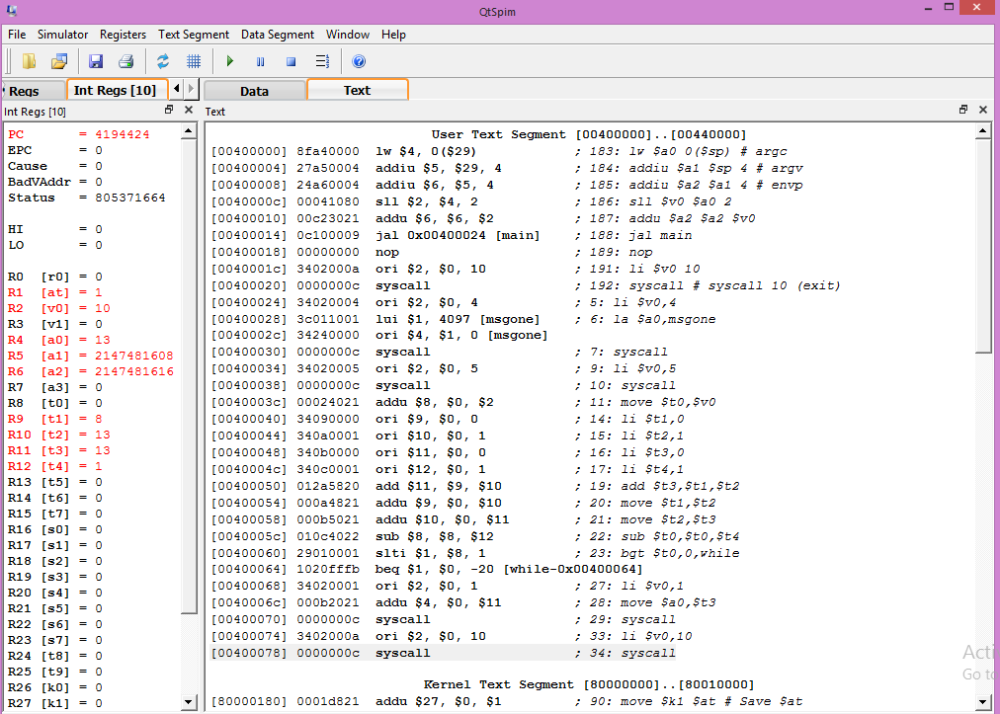 QtSpim
File Simulator Registers Text Segment Data Segment Window Help
Regs Int Regs [10] Data Text
Int Regs [10]
PC = 4194424
EPC = 0
Cause = 0
BadVAddr = 0
Status = 805371664
HI = 0
LO = 0
R0 [r0] = 0
R1 [at] = 1
R2 [v0] = 10
R3 [v1] = 0
R4 [a0] = 13
R5 [a1] = 2147481608
R6 [a2] = 2147481616
R7 [a3] = 0
R8 [t0] = 0
R9 [t1] = 8
R10 [t2] = 13
R11 [t3] = 13
R12 [t4] = 1
R13 [t5] = 0
R14 [t6] = 0
R15 [t7] = 0
R16 [s0] = 0
R17 [s1] = 0
R18 [s2] = 0
R19 [s3] = 0
R20 [s4] = 0
R21 [s5] = 0
R22 [s6] = 0
R23 [s7] = 0
R24 [t8] = 0
R25 [t9] = 0
R26 [k0] = 0
R27 [k1] = 0
Text
User Text Segment [00400000]..[00440000]
[00400000] 8fa40000 lw $4, 0($29) ; 183: lw $a0 0($sp) # argc
[00400004] 27a50004 addiu $5, $29, 4 ; 184: addiu $a1 $sp 4 # argv
[00400008] 24a60004 addiu $6, $5, 4 ; 185: addiu $a2 $a1 4 # envp
[0040000c] 00041080 sll $2, $4, 2 ; 186: sll $v0 $a0 2
[00400010] 00c23021 addu $6, $6, $2 ; 187: addu $a2 $a2 $v0
[00400014] 0c100009 jal 0x00400024 [main] ; 188: jal main
[00400018] 00000000 nop ; 189: nop
[0040001c] 3402000a ori $2, $0, 10 ; 191: li $v0 10
[00400020] 0000000c syscall ; 192: syscall # syscall 10 (exit)
[00400024] 34020004 ori $2, $0, 4 ; 5: li $v0,4
[00400028] 3c011001 lui $1, 4097 [msgone] ; 6: la $a0,msgone
[0040002c] 34240000 ori $4, $1, 0 [msgone]
[00400030] 0000000c syscall ; 7: syscall
[00400034] 34020005 ori $2, $0, 5 ; 9: li $v0,5
[00400038] 0000000c syscall ; 10: syscall
[0040003c] 00024021 addu $8, $0, $2 ; 11: move $t0,$v0
[00400040] 34090000 ori $9, $0, 0 ; 14: li $t1,0
[00400044] 340a0001 ori $10, $0, 1 ; 15: li $t2,1
[00400048] 340b0000 ori $11, $0, 0 ; 16: li $t3,0
[0040004c] 340c0001 ori $12, $0, 1 ; 17: li $t4,1
[00400050] 012a5820 add $11, $9, $10 ; 19: add $t3,$t1,$t2
[00400054] 000a4821 addu $9, $0, $10 ; 20: move $t1,$t2
[00400058] 000b5021 addu $10, $0, $11 ; 21: move $t2,$t3
[0040005c] 010c4022 sub $8, $8, $12 ; 22: sub $t0,$t0,$t4
[00400060] 29010001 slti $1, $8, 1 ; 23: bgt $t0,0,while
[00400064] 1020fffb beq $1, $0, -20 [while-0x00400064]
[00400068] 34020001 ori $2, $0, 1 ; 27: li $v0,1
[0040006c] 000b2021 addu $4, $0, $11 ; 28: move $a0,$t3
[00400070] 0000000c syscall ; 29: syscall
[00400074] 3402000a ori $2, $0, 10 ; 33: li $v0,10
[00400078] 0000000c syscall ; 34: syscall
Kernel Text Segment [80000000]..[80010000]
[80000180] 0001d821 addu $27, $0, $1 ; 90: move $k1 $at # Save $at
Acti
Go to